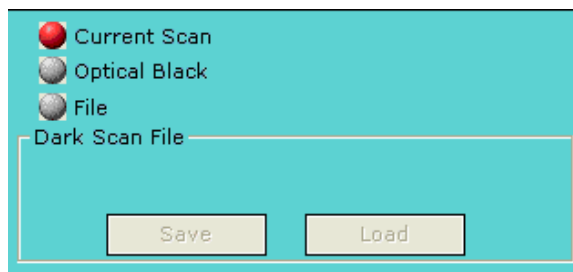 Current Scan
Optical Black
File
Dark Scan File
Save Load